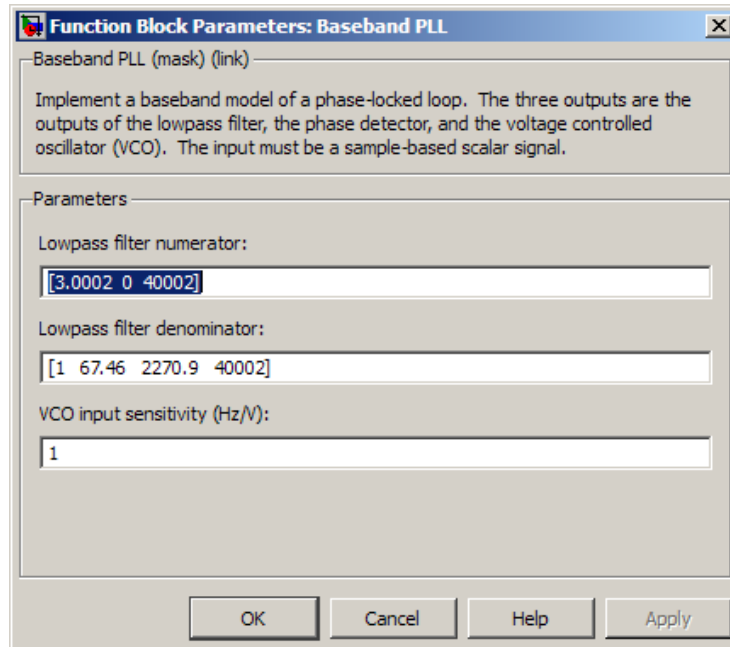 Function Block Parameters: Baseband PLL
Baseband PLL (mask) (link)
Implement a baseband model of a phase-locked loop. The three outputs are the
outputs of the lowpass filter, the phase detector, and the voltage controlled
oscillator (VCO). The input must be a sample-based scalar signal.
Parameters
Lowpass filter numerator:
[3.0002 0 40002]
Lowpass filter denominator:
[1 67.46 2270.9 40002]
VCO input sensitivity (Hz/V):
1
OK Cancel Help Apply